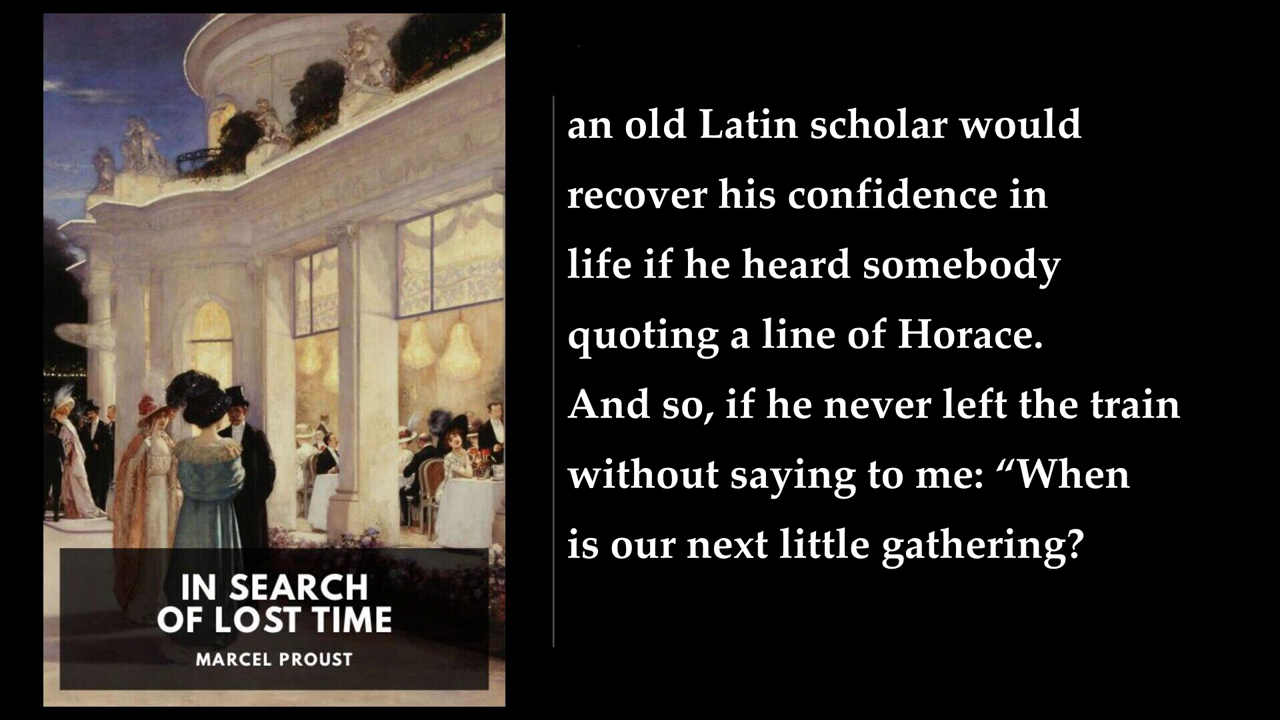 an old Latin scholar would
recover his confidence in
life if he heard somebody
quoting a line of Horace.
And so, if he never left the train
without saying to me: “When
is our next little gathering?
IN SEARCH
OF LOST TIME
MARCEL PROUST